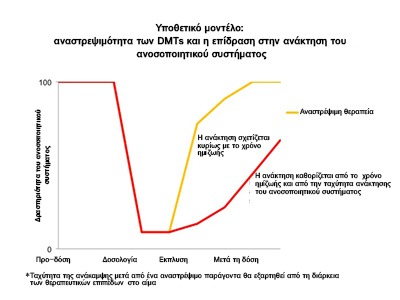 Υποθετικό μοντέλο:
αναστρεψιμότητα των DMTs και η επίδραση στην ανάκτηση του
ανοσοποιητικού συστήματος
100
Αναστρέψιμη θεραπεία
Δραστηριότητα του ανοσοποιητικού
συστήματος
Η ανάκτηση σχετίζεται
κυρίως με το χρόνο
ημιζωής
Η ανάκτηση καθορίζεται από το χρόνο
ημιζωής και από την ταχύτητα ανάκτησης
του ανοσοποιητικού συστήματος
0
Προ-δόση Δοσολογία Εκπλυση Μετά τη δόση
*Ταχύτητα της ανάκαμψης μετά από ένα αναστρέψιμο παράγοντα θα εξαρτηθεί από τη διάρκεια
των θεραπευτικών επιπέδων στο αίμα